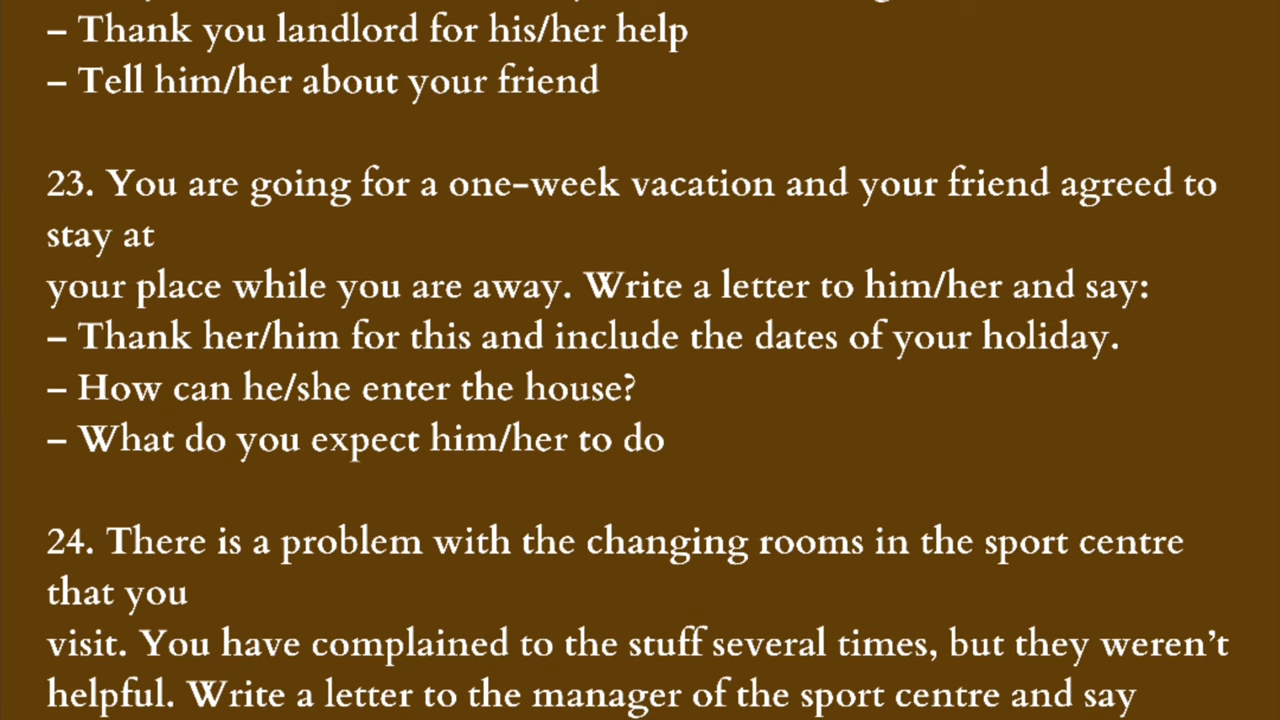 – Thank you landlord for his/her help
– Tell him/her about your friend
23. You are going for a one-week vacation and your friend agreed to
stay at
your place while you are away. Write a letter to him/her and say:
– Thank her/him for this and include the dates of your holiday.
– How can he/she enter the house?
– What do you expect him/her to do
24. There is a problem with the changing rooms in the sport centre
that you
visit. You have complained to the stuff several times, but they weren’t
helpful. Write a letter to the manager of the sport centre and say